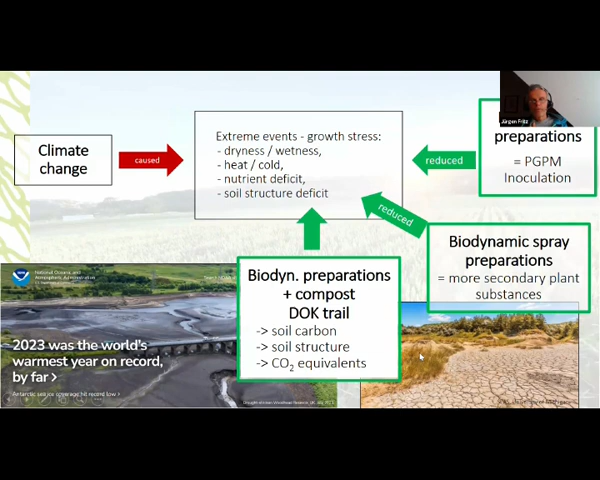 Jürgen Fritz
Climate
change
caused
Extreme events - growth stress:
- dryness / wetness,
- heat / cold,
- nutrient deficit,
- soil structure deficit
reduced
preparations
= PGPM
Inoculation
reduced
Biodynamic spray
preparations
= more secondary plant
substances
Biodyn. preparations
+ compost
DOK trail
-> soil carbon
-> soil structure
-> CO₂ equivalents
NOAA
National Oceanic and
Atmospheric Administration
2023 was the world's
warmest year on record,
by far >
Antarctic sea ice coverage hit record low >